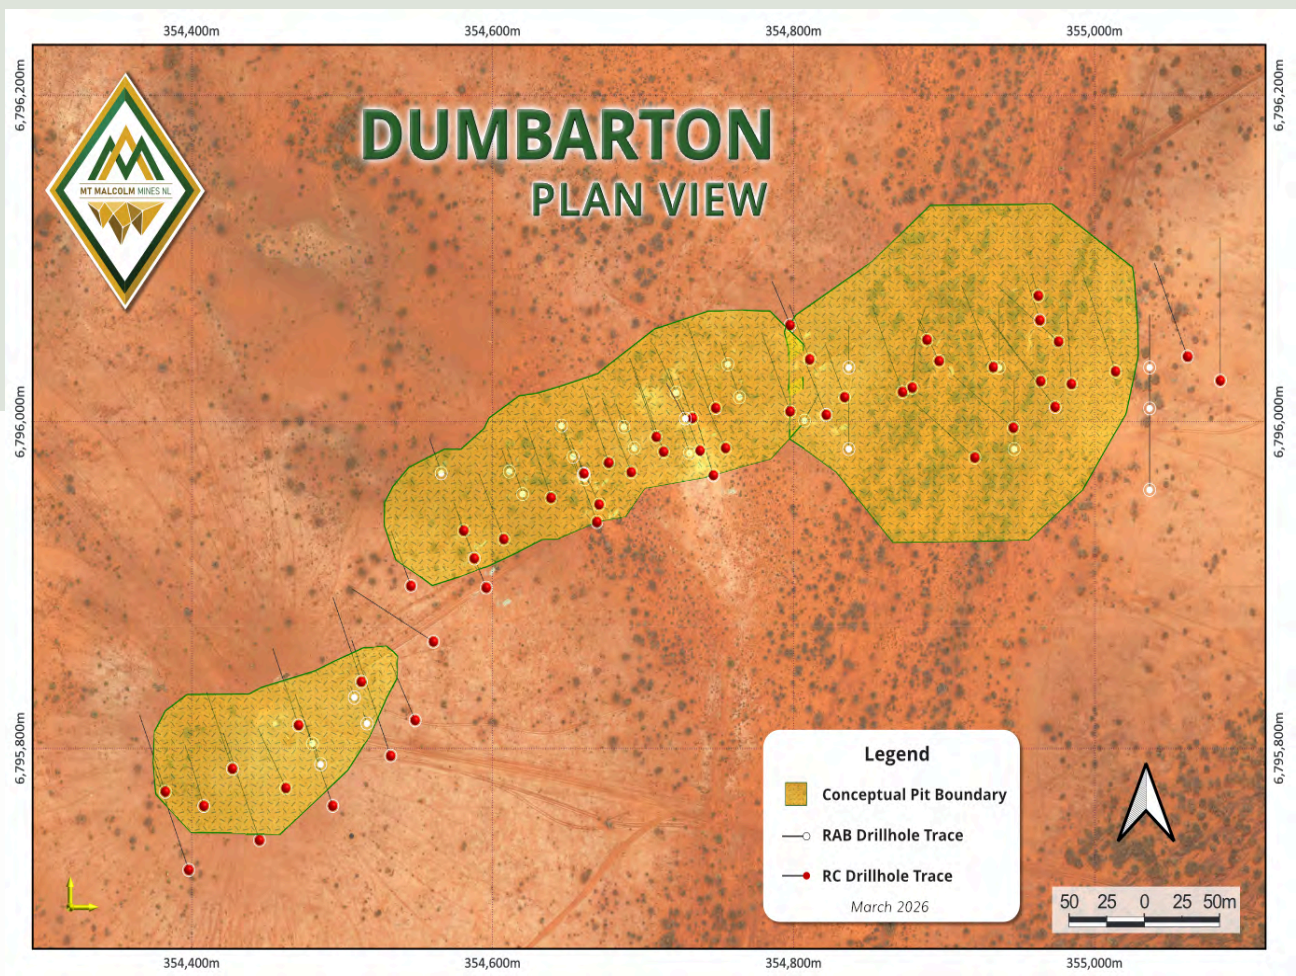 354,400m
354,600m
354,800m
355,000m
6,796,200m
6,796,200m
DUMBARTON
PLAN VIEW
MT MALCOLM MINES NL
6,796,000m
6,796,000m
6,795,800m
6,795,800m
Legend
Conceptual Pit Boundary
RAB Drillhole Trace
RC Drillhole Trace
March 2026
50 25 0 25 50m
354,400m
354,600m
354,800m
355,000m